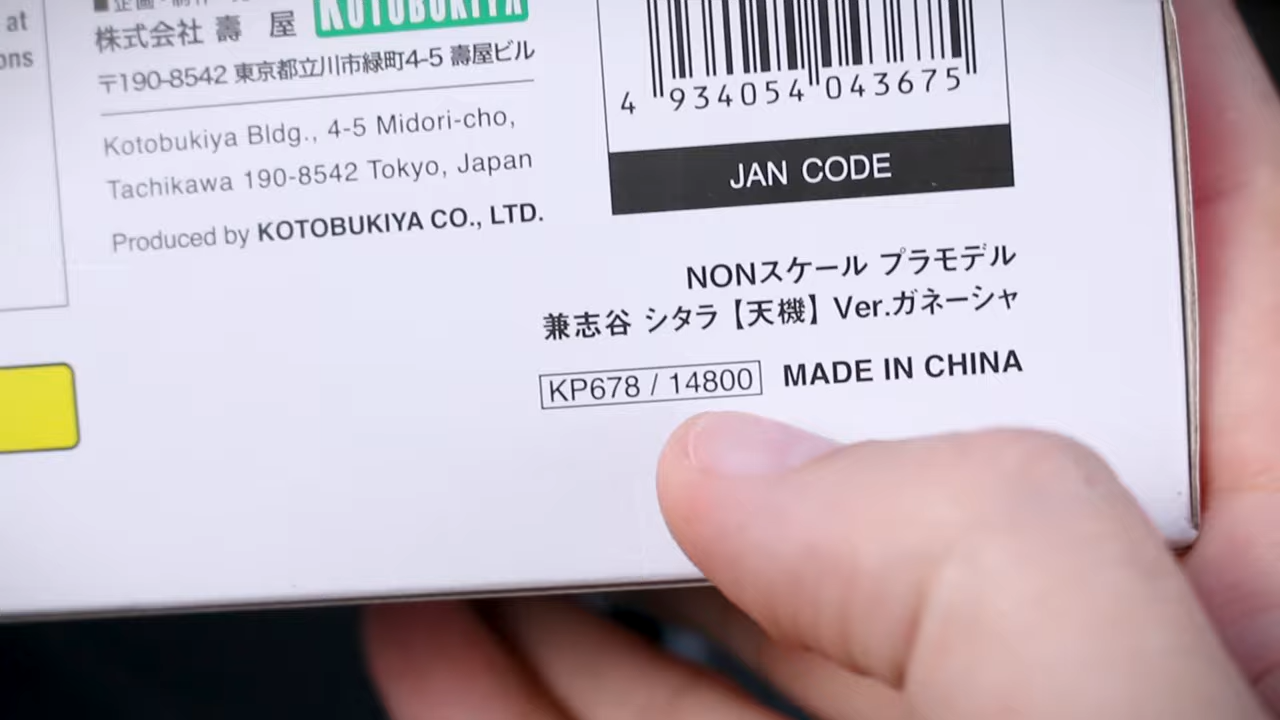 at
ons
株式会社 壽 屋 KOTOBUKIYA
〒190-8542 東京都立川市緑町4-5 壽屋ビル
Kotobukiya Bldg., 4-5 Midori-cho,
Tachikawa 190-8542 Tokyo, Japan
Produced by KOTOBUKIYA CO., LTD.
4 934054 043675
JAN CODE
NONスケール プラモデル
兼志谷 シタラ【天機】Ver.ガネーシャ
KP678 / 14800 MADE IN CHINA